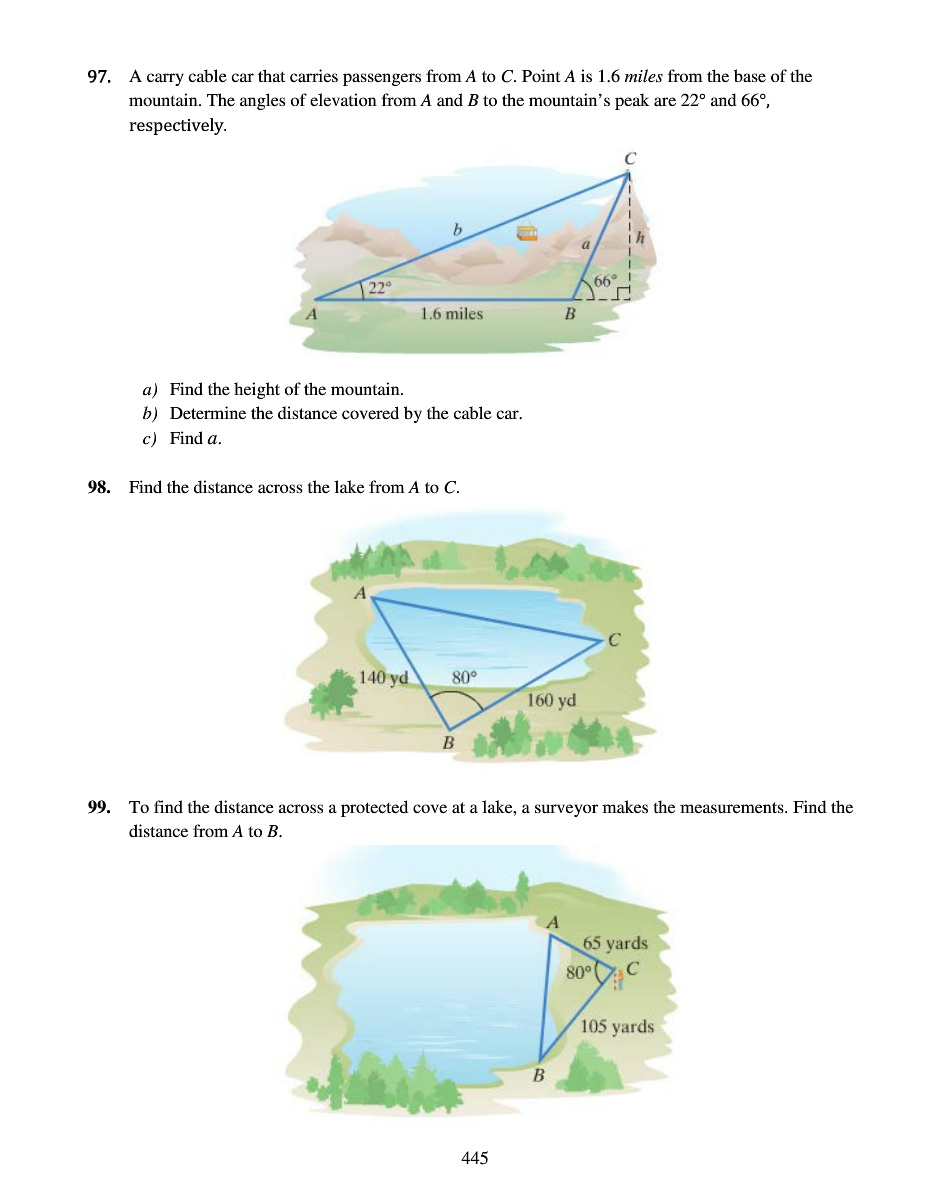 97. A carry cable car that carries passengers from A to C. Point A is 1.6 miles from the base of the
mountain. The angles of elevation from A and B to the mountain’s peak are 22° and 66°,
respectively.
C
b
a
h
22°
66°
A
1.6 miles
B
a) Find the height of the mountain.
b) Determine the distance covered by the cable car.
c) Find a.
98. Find the distance across the lake from A to C.
A
C
140 yd
80°
160 yd
B
99. To find the distance across a protected cove at a lake, a surveyor makes the measurements. Find the
distance from A to B.
A
65 yards
80°
C
105 yards
B
445